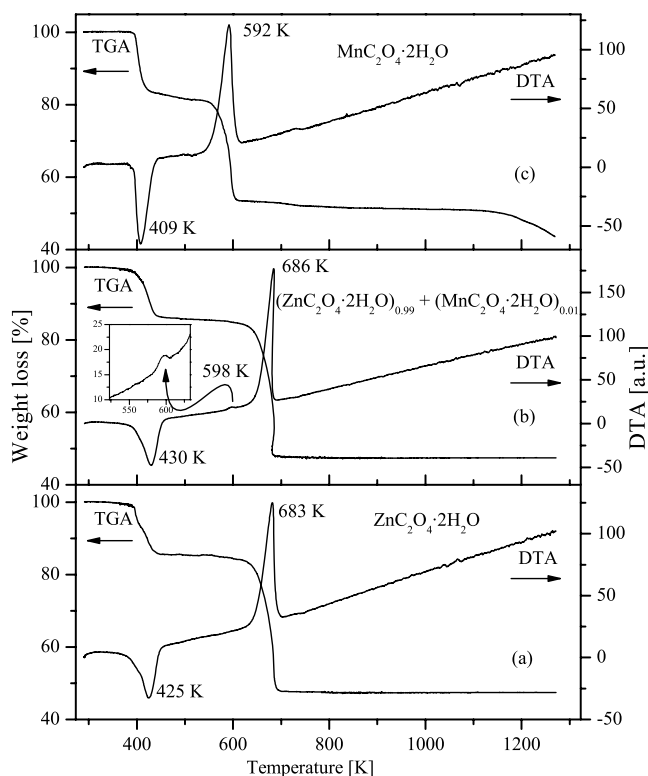 100
80
60
40
TGA
592 K
MnC₂O₄·2H₂O
DTA
(c)
409 K
100
50
0
-50
100
80
60
40
TGA
686 K
(ZnC₂O₄·2H₂O)₀.₉₉ + (MnC₂O₄·2H₂O)₀.₀₁
25
20
15
10
550
600
598 K
DTA
(b)
430 K
150
100
50
0
-50
Weight loss [%]
DTA [a.u.]
100
80
60
40
TGA
683 K
ZnC₂O₄·2H₂O
DTA
(a)
425 K
150
100
50
0
-50
400
600
800
1000
1200
Temperature [K]